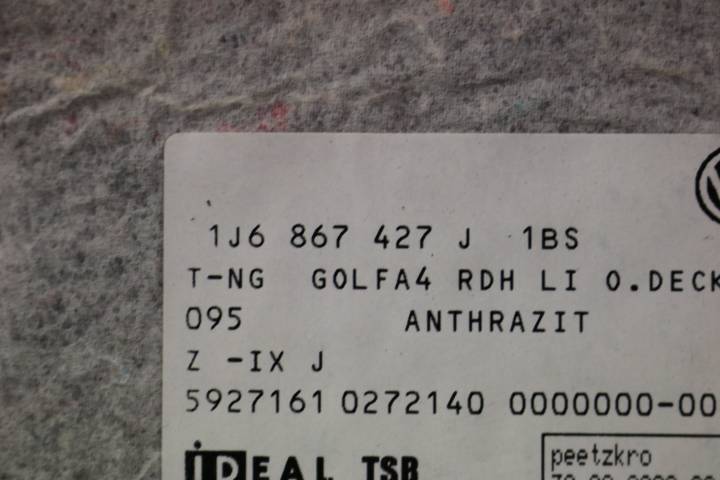 1J6 867 427 J 1BS
T-NG GOLFA4 RDH LI O.DECK
095 ANTHRAZIT
Z -IX J
5927161 0272140 0000000-00
iDEAL TSB
peetzkro